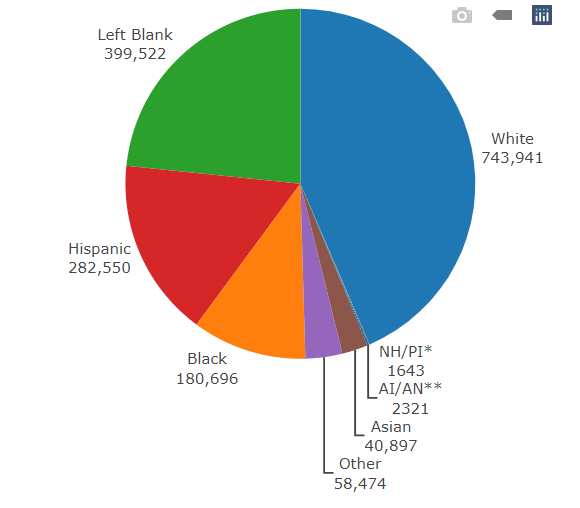 Left Blank
399,522
White
743,941
Hispanic
282,550
NH/PI*
1643
Black
180,696
AI/AN**
2321
Asian
40,897
Other
58,474